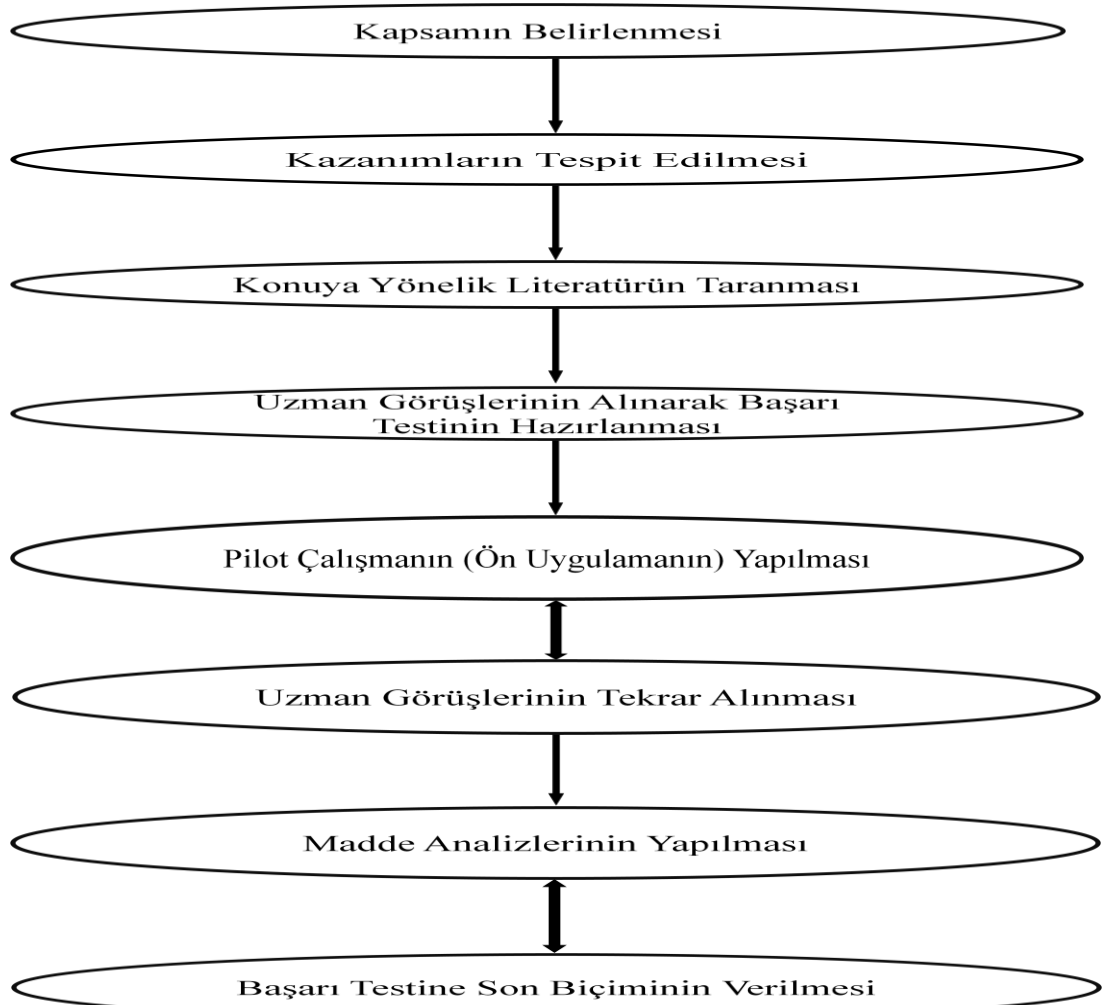 Kapsamın Belirlenmesi
Kazanımların Tespit Edilmesi
Konuya Yönelik Literatürün Taranması
Uzman Görüşlerinin Alınarak Başarı
Testinin Hazırlanması
Pilot Çalışmanın (Ön Uygulamanın) Yapılması
Uzman Görüşlerinin Tekrar Alınması
Madde Analizlerinin Yapılması
Başarı Testine Son Biçiminin Verilmesi